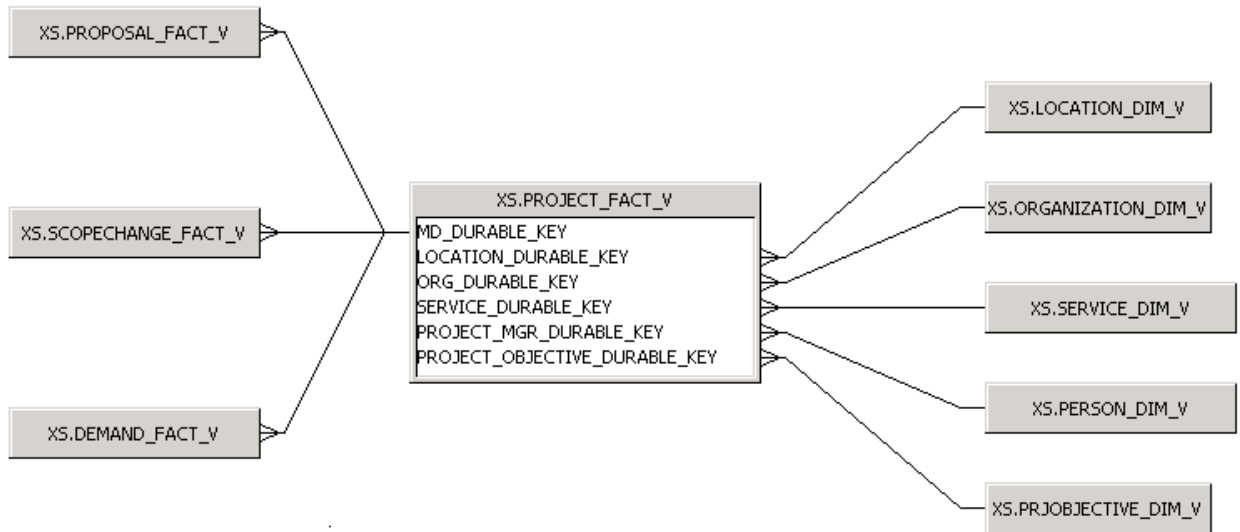 XS.PROPOSAL_FACT_V
XS.SCOPECHANGE_FACT_V
XS.DEMAND_FACT_V
XS.PROJECT_FACT_V
MD_DURABLE_KEY
LOCATION_DURABLE_KEY
ORG_DURABLE_KEY
SERVICE_DURABLE_KEY
PROJECT_MGR_DURABLE_KEY
PROJECT_OBJECTIVE_DURABLE_KEY
XS.LOCATION_DIM_V
XS.ORGANIZATION_DIM_V
XS.SERVICE_DIM_V
XS.PERSON_DIM_V
XS.PRJOBJECTIVE_DIM_V